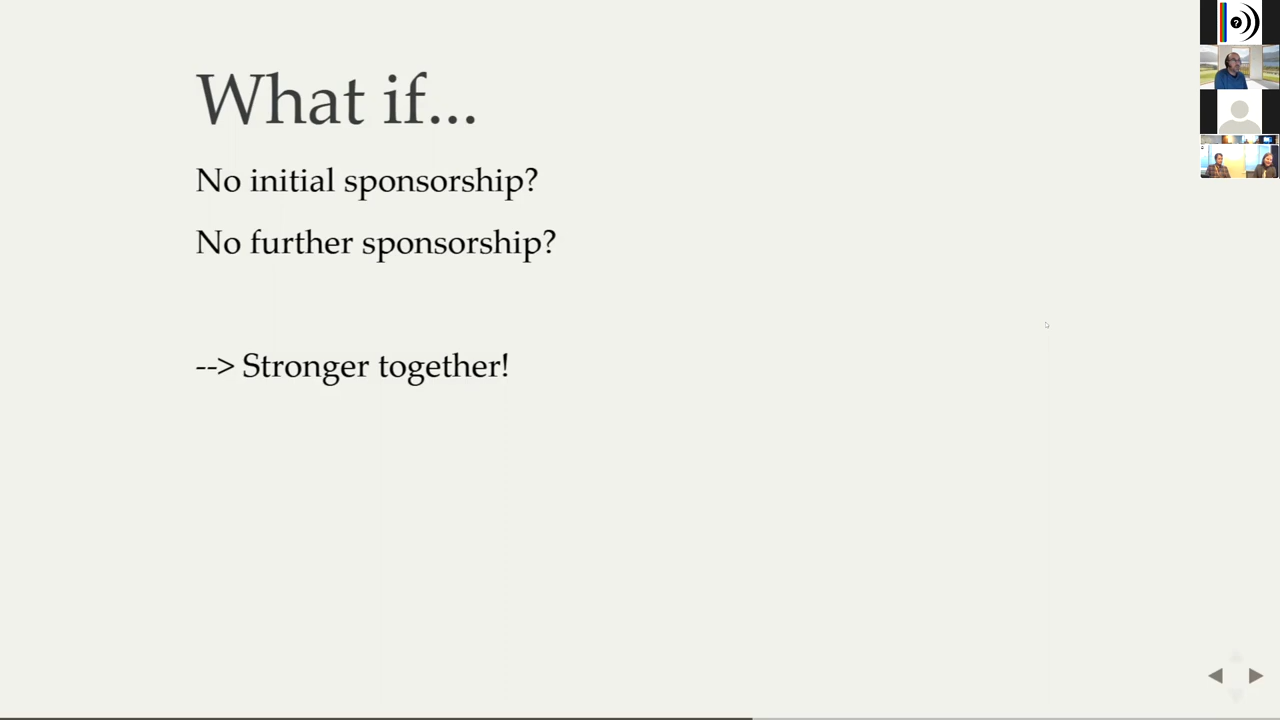 What if...
No initial sponsorship?
No further sponsorship?
--> Stronger together!
?